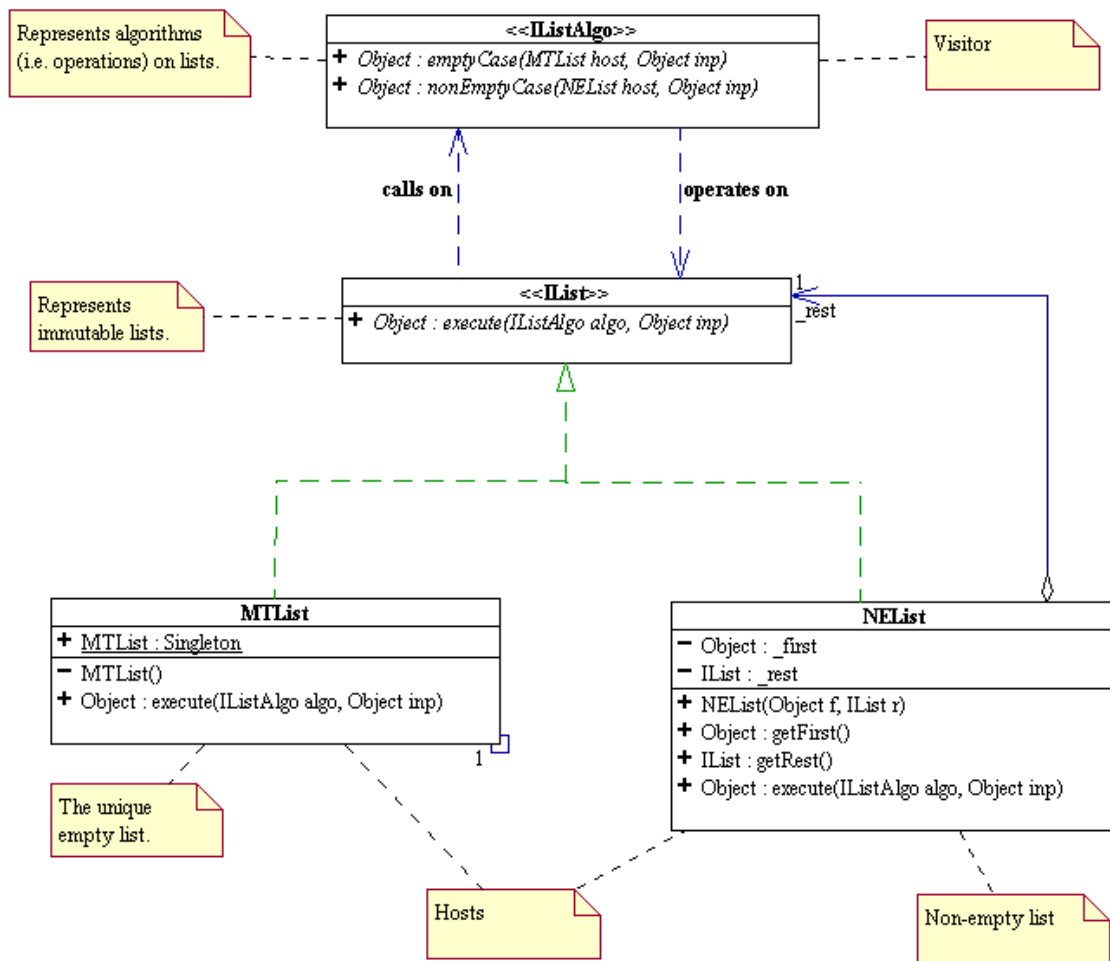 Represents algorithms
(i.e. operations) on lists.
<<IListAlgo>>
+ Object : emptyCase(MTList host, Object inp)
+ Object : nonEmptyCase(NEList host, Object inp)
Visitor
calls on
operates on
Represents
immutable lists.
<<IList>>
+ Object : execute(IListAlgo algo, Object inp)
1
_rest
MTList
+ MTList : Singleton
− MTList()
+ Object : execute(IListAlgo algo, Object inp)
1
NEList
− Object : _first
− IList : _rest
+ NEList(Object f, IList r)
+ Object : getFirst()
+ IList : getRest()
+ Object : execute(IListAlgo algo, Object inp)
The unique
empty list.
Hosts
Non-empty list